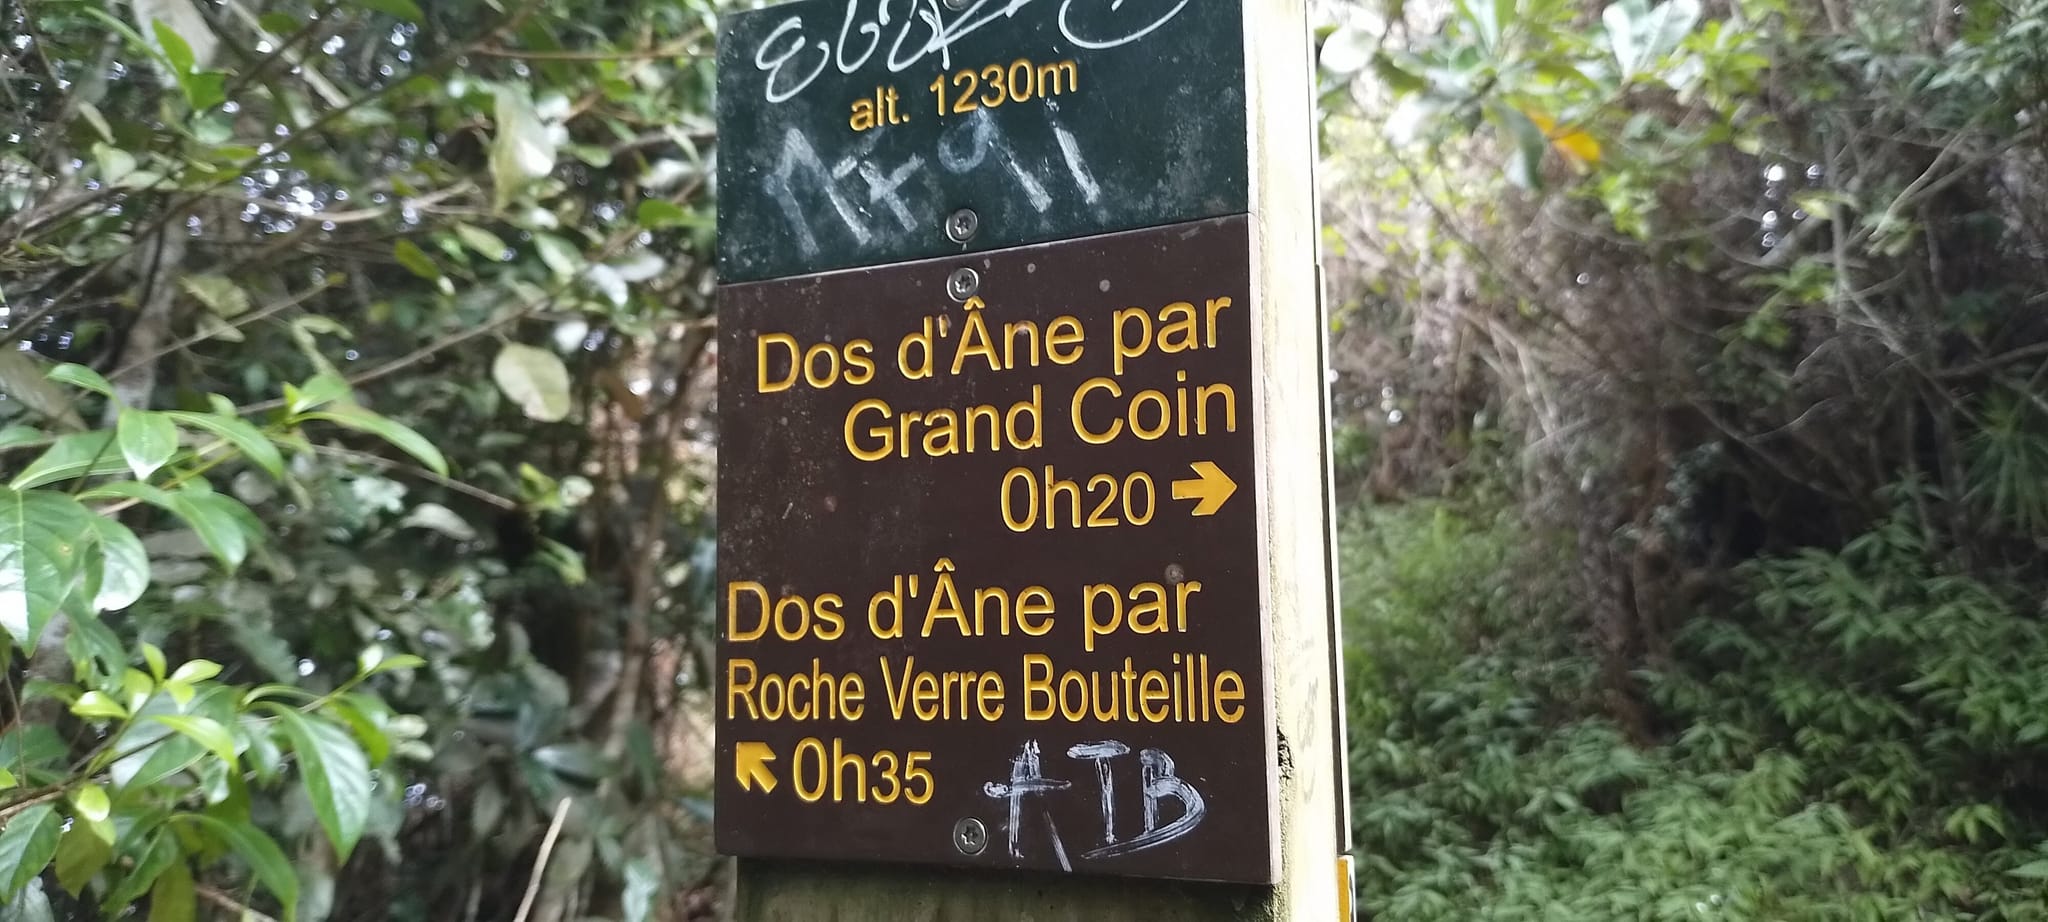 alt. 1230m
Dos d'Âne par
Grand Coin
0h20
Dos d'Âne par
Roche Verre Bouteille
0h35
ATB